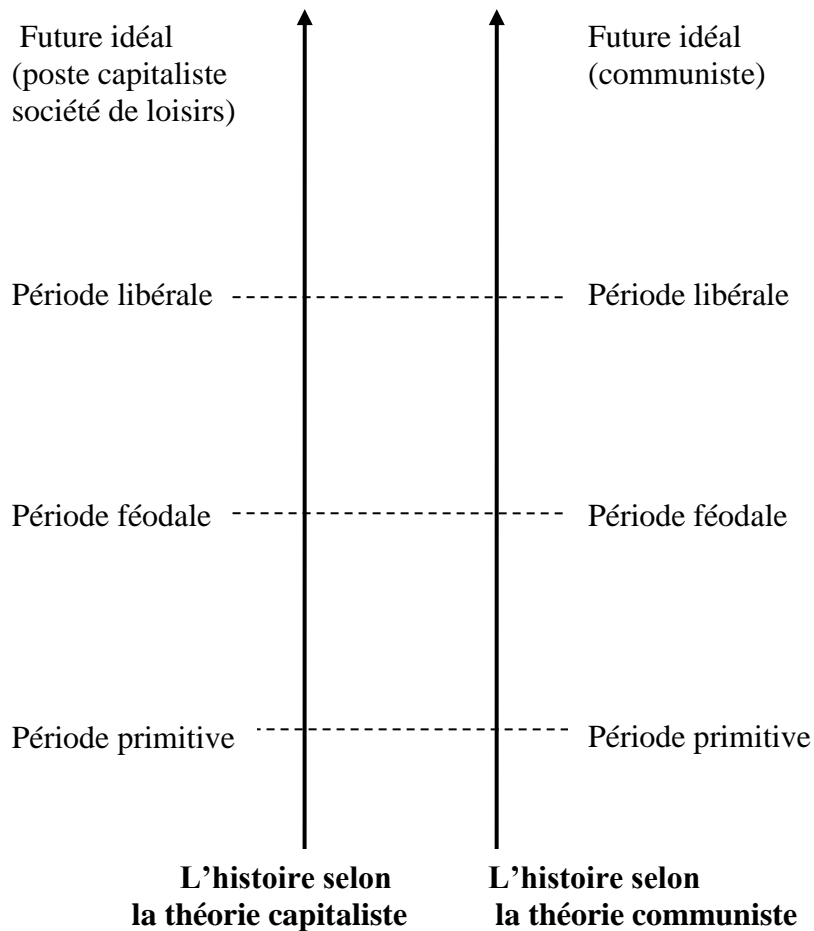 Future idéal
(poste capitaliste
société de loisirs)
Future idéal
(communiste)
Période libérale
Période libérale
Période féodale
Période féodale
Période primitive
Période primitive
L'histoire selon
la théorie capitaliste
L'histoire selon
la théorie communiste